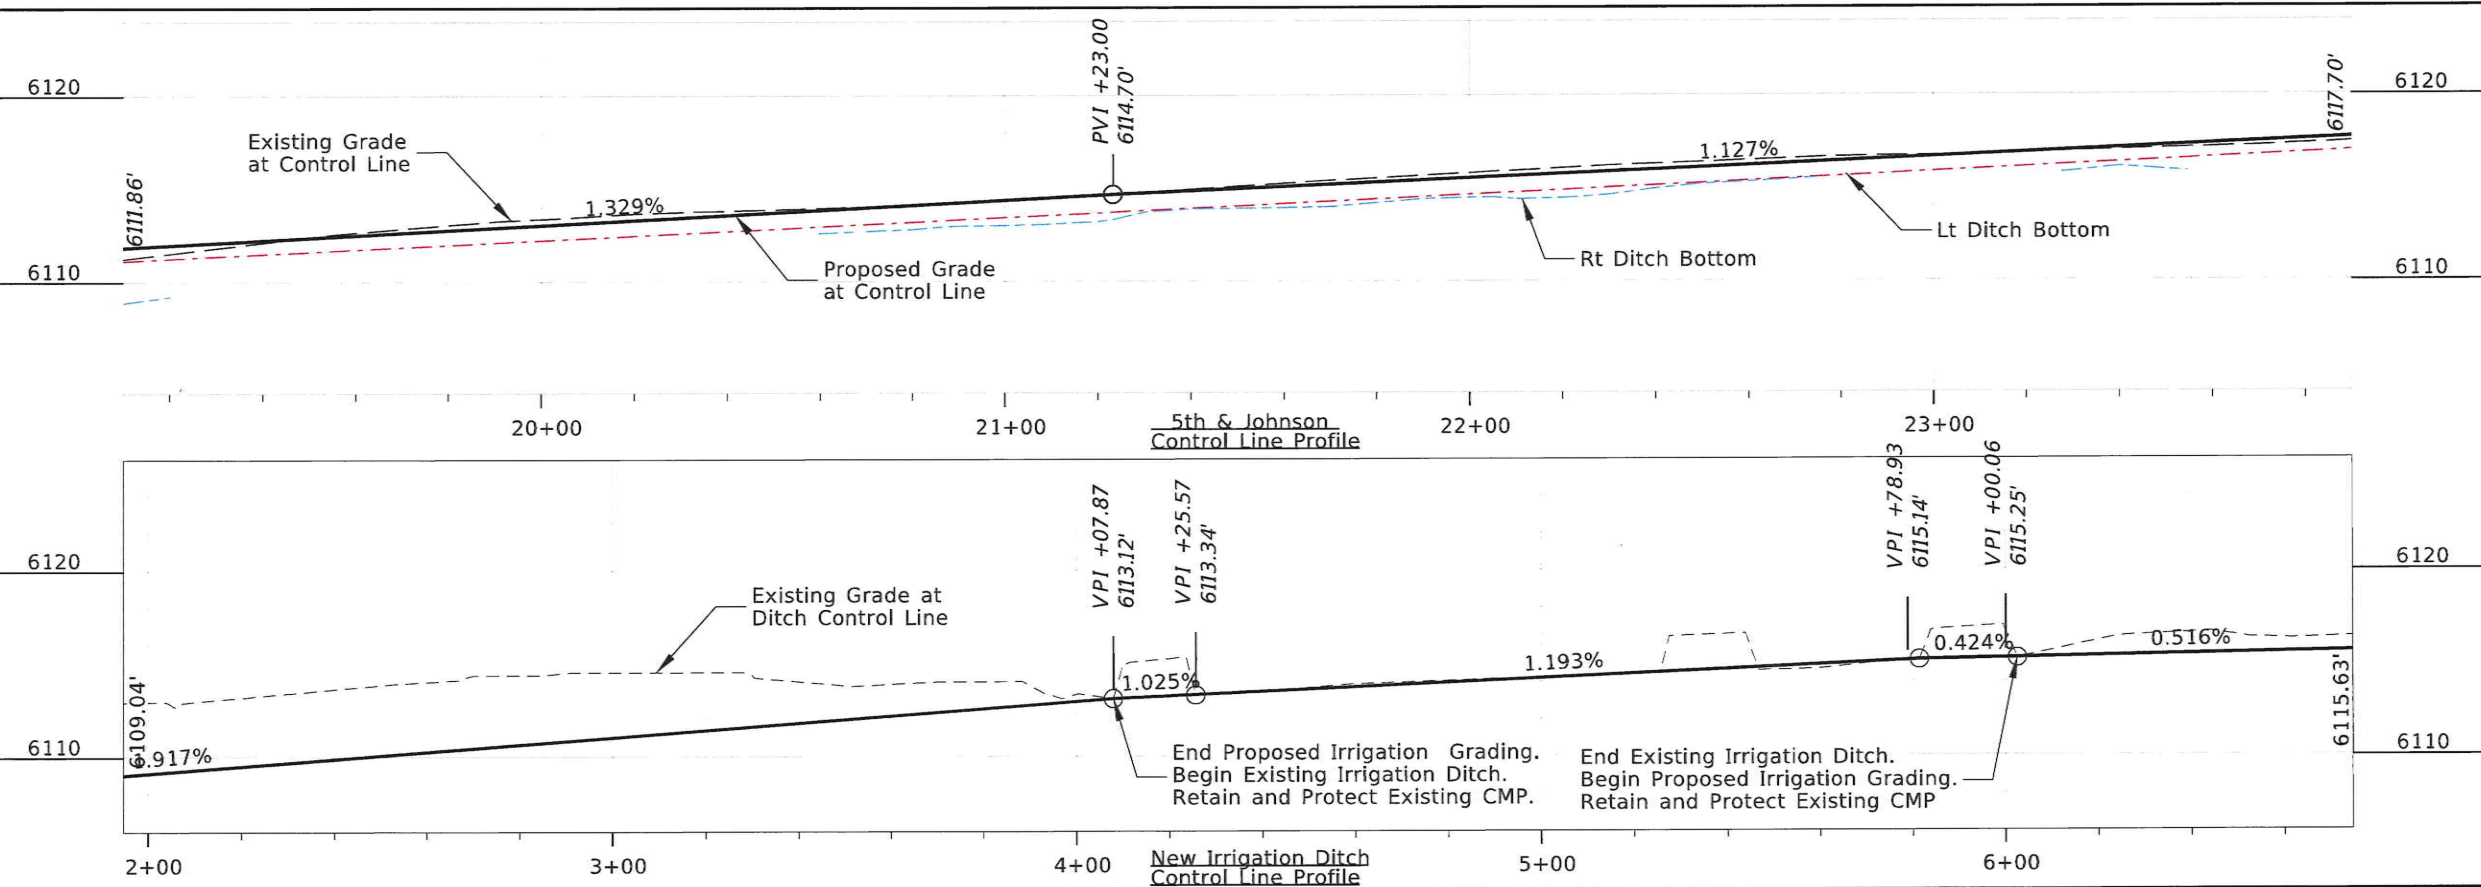 PVI +23.00
6114.70'
6117.70'
6120
6120
Existing Grade
at Control Line
1.127%
6111.86'
1.329%
Lt Ditch Bottom
Rt Ditch Bottom
6110
6110
Proposed Grade
at Control Line
20+00
21+00
5th & Johnson
Control Line Profile
22+00
23+00
VPI +07.87
6113.12'
VPI +25.57
6113.34'
VPI +78.93
6115.14'
VPI +00.06
6115.25'
6120
6120
Existing Grade at
Ditch Control Line
1.025%
1.193%
0.424%
0.516%
6109.04'
.917%
6115.63'
6110
6110
End Proposed Irrigation Grading.
Begin Existing Irrigation Ditch.
Retain and Protect Existing CMP.
End Existing Irrigation Ditch.
Begin Proposed Irrigation Grading.
Retain and Protect Existing CMP
2+00
3+00
4+00
New Irrigation Ditch
Control Line Profile
5+00
6+00